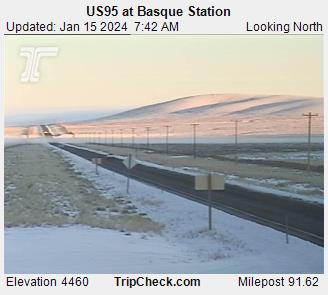 US95 at Basque Station
Updated: Jan 15 2024 7:42 AM Looking North
Elevation 4460 TripCheck.com Milepost 91.62